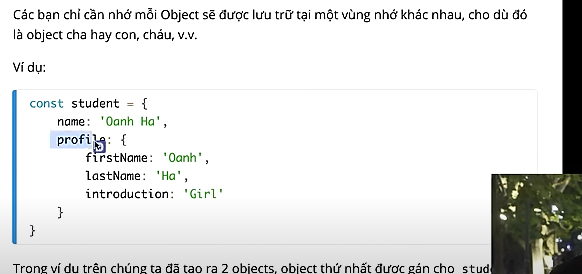 Các bạn chỉ cần nhớ mỗi Object sẽ được lưu trữ tại một vùng nhớ khác nhau, cho dù đó
là object cha hay con, cháu, v.v.
Ví dụ:
const student = {
name: 'Oanh Ha',
profile: {
firstName: 'Oanh',
lastName: 'Ha',
introduction: 'Girl'
}
}
Trong ví dụ trên chúng ta đã tạo ra 2 objects, object thứ nhất được gán cho